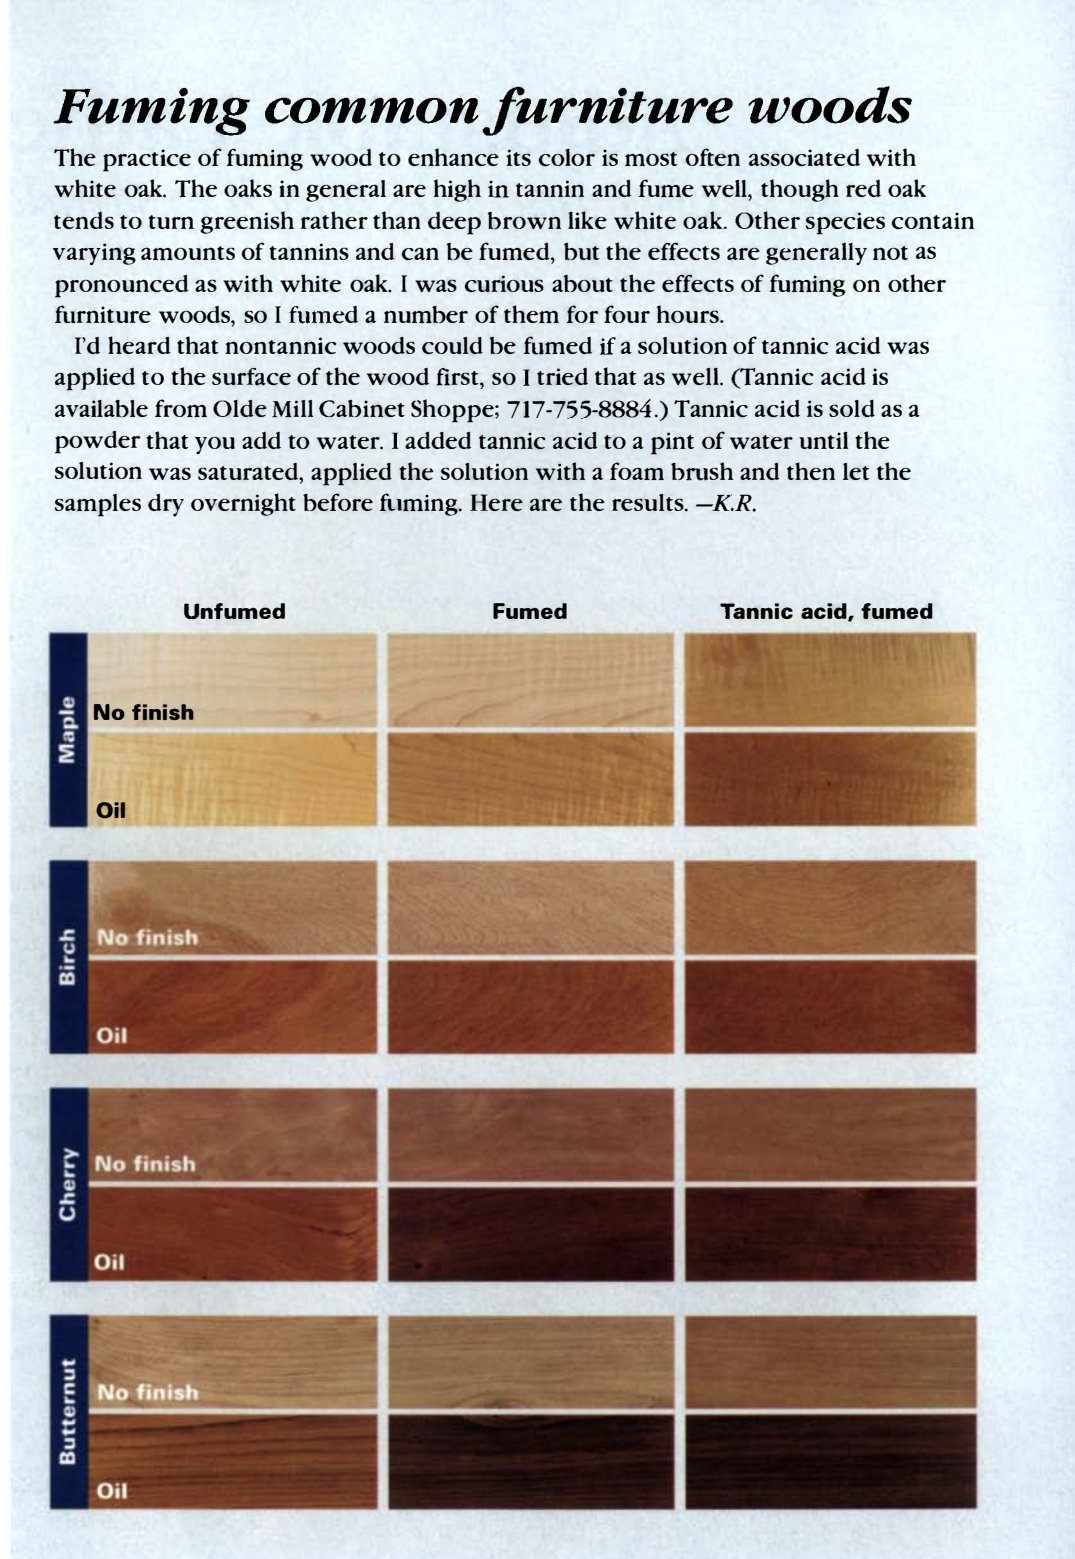 Fuming common furniture woods
The practice of fuming wood to enhance its color is most often associated with
white oak. The oaks in general are high in tannin and fume well, though red oak
tends to turn greenish rather than deep brown like white oak. Other species contain
varying amounts of tannins and can be fumed, but the effects are generally not as
pronounced as with white oak. I was curious about the effects of fuming on other
furniture woods, so I fumed a number of them for four hours.
I'd heard that nontannic woods could be fumed if a solution of tannic acid was
applied to the surface of the wood first, so I tried that as well. (Tannic acid is
available from Olde Mill Cabinet Shoppe; 717-755-8884.) Tannic acid is sold as a
powder that you add to water. I added tannic acid to a pint of water until the
solution was saturated, applied the solution with a foam brush and then let the
samples dry overnight before fuming. Here are the results. —K.R.
Unfumed Fumed Tannic acid, fumed
Maple
No finish
Oil
Birch
No finish
Oil
Cherry
No finish
Oil
Butternut
No finish
Oil